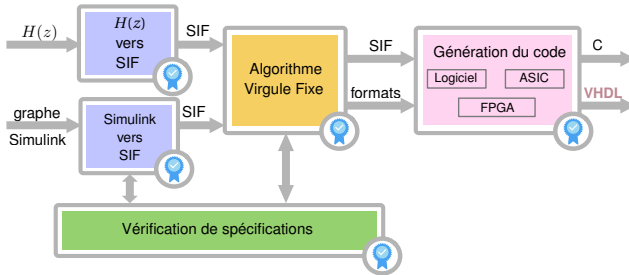 H(z)
H(z)
vers
SIF
SIF
graphe
Simulink
Simulink
vers
SIF
SIF
Algorithme
Virgule Fixe
SIF
formats
Génération du code
Logiciel
ASIC
FPGA
C
VHDL
Vérification de spécifications